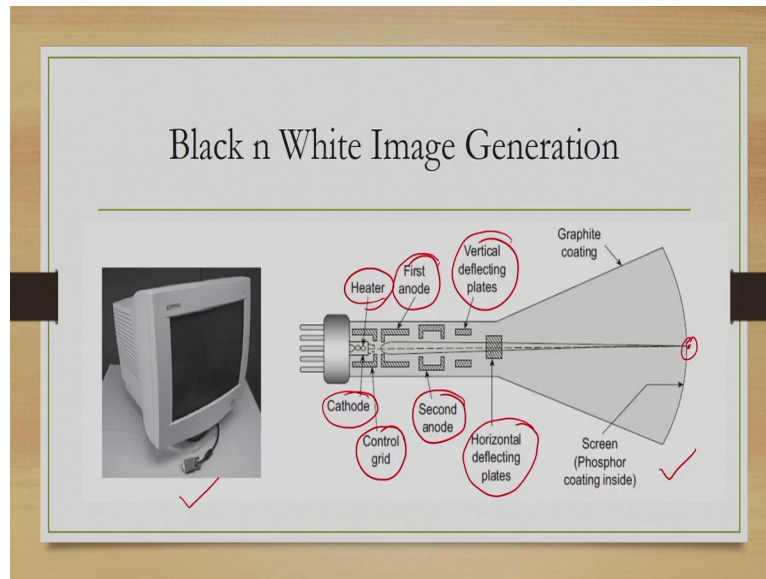 Black n White Image Generation
Graphite
coating
Vertical
deflecting
plates
First
anode
Heater
Cathode
Control
grid
Second
anode
Horizontal
deflecting
plates
Screen
(Phosphor
coating inside)